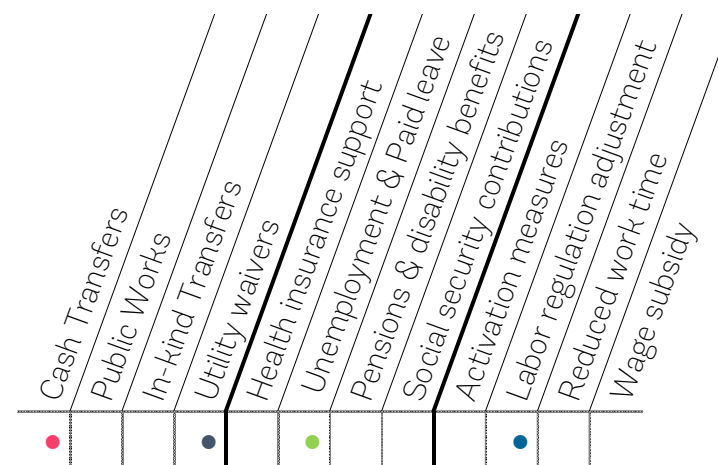 Cash Transfers
Public Works
In-kind Transfers
Utility waivers
Health insurance support
Unemployment & Paid leave
Pensions & disability benefits
Social security contributions
Activation measures
Labor regulation adjustment
Reduced work time
Wage subsidy